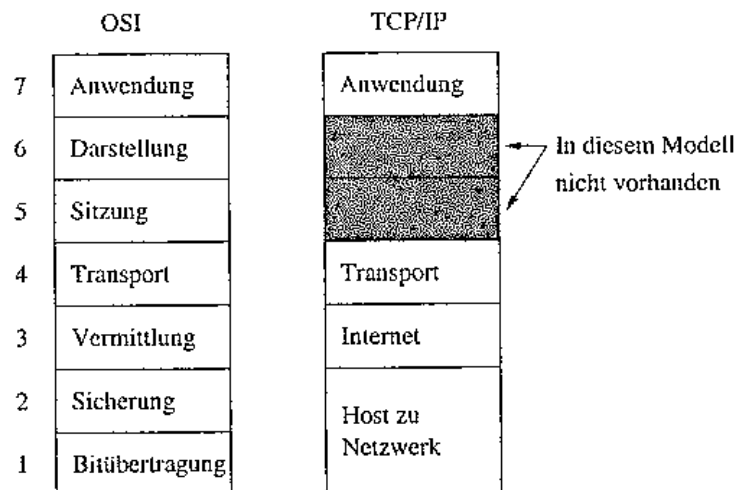 OSI
TCP/IP
7
Anwendung
Anwendung
6
Darstellung
In diesem Modell
nicht vorhanden
5
Sitzung
4
Transport
Transport
3
Vermittlung
Internet
2
Sicherung
Host zu
Netzwerk
1
Bitübertragung